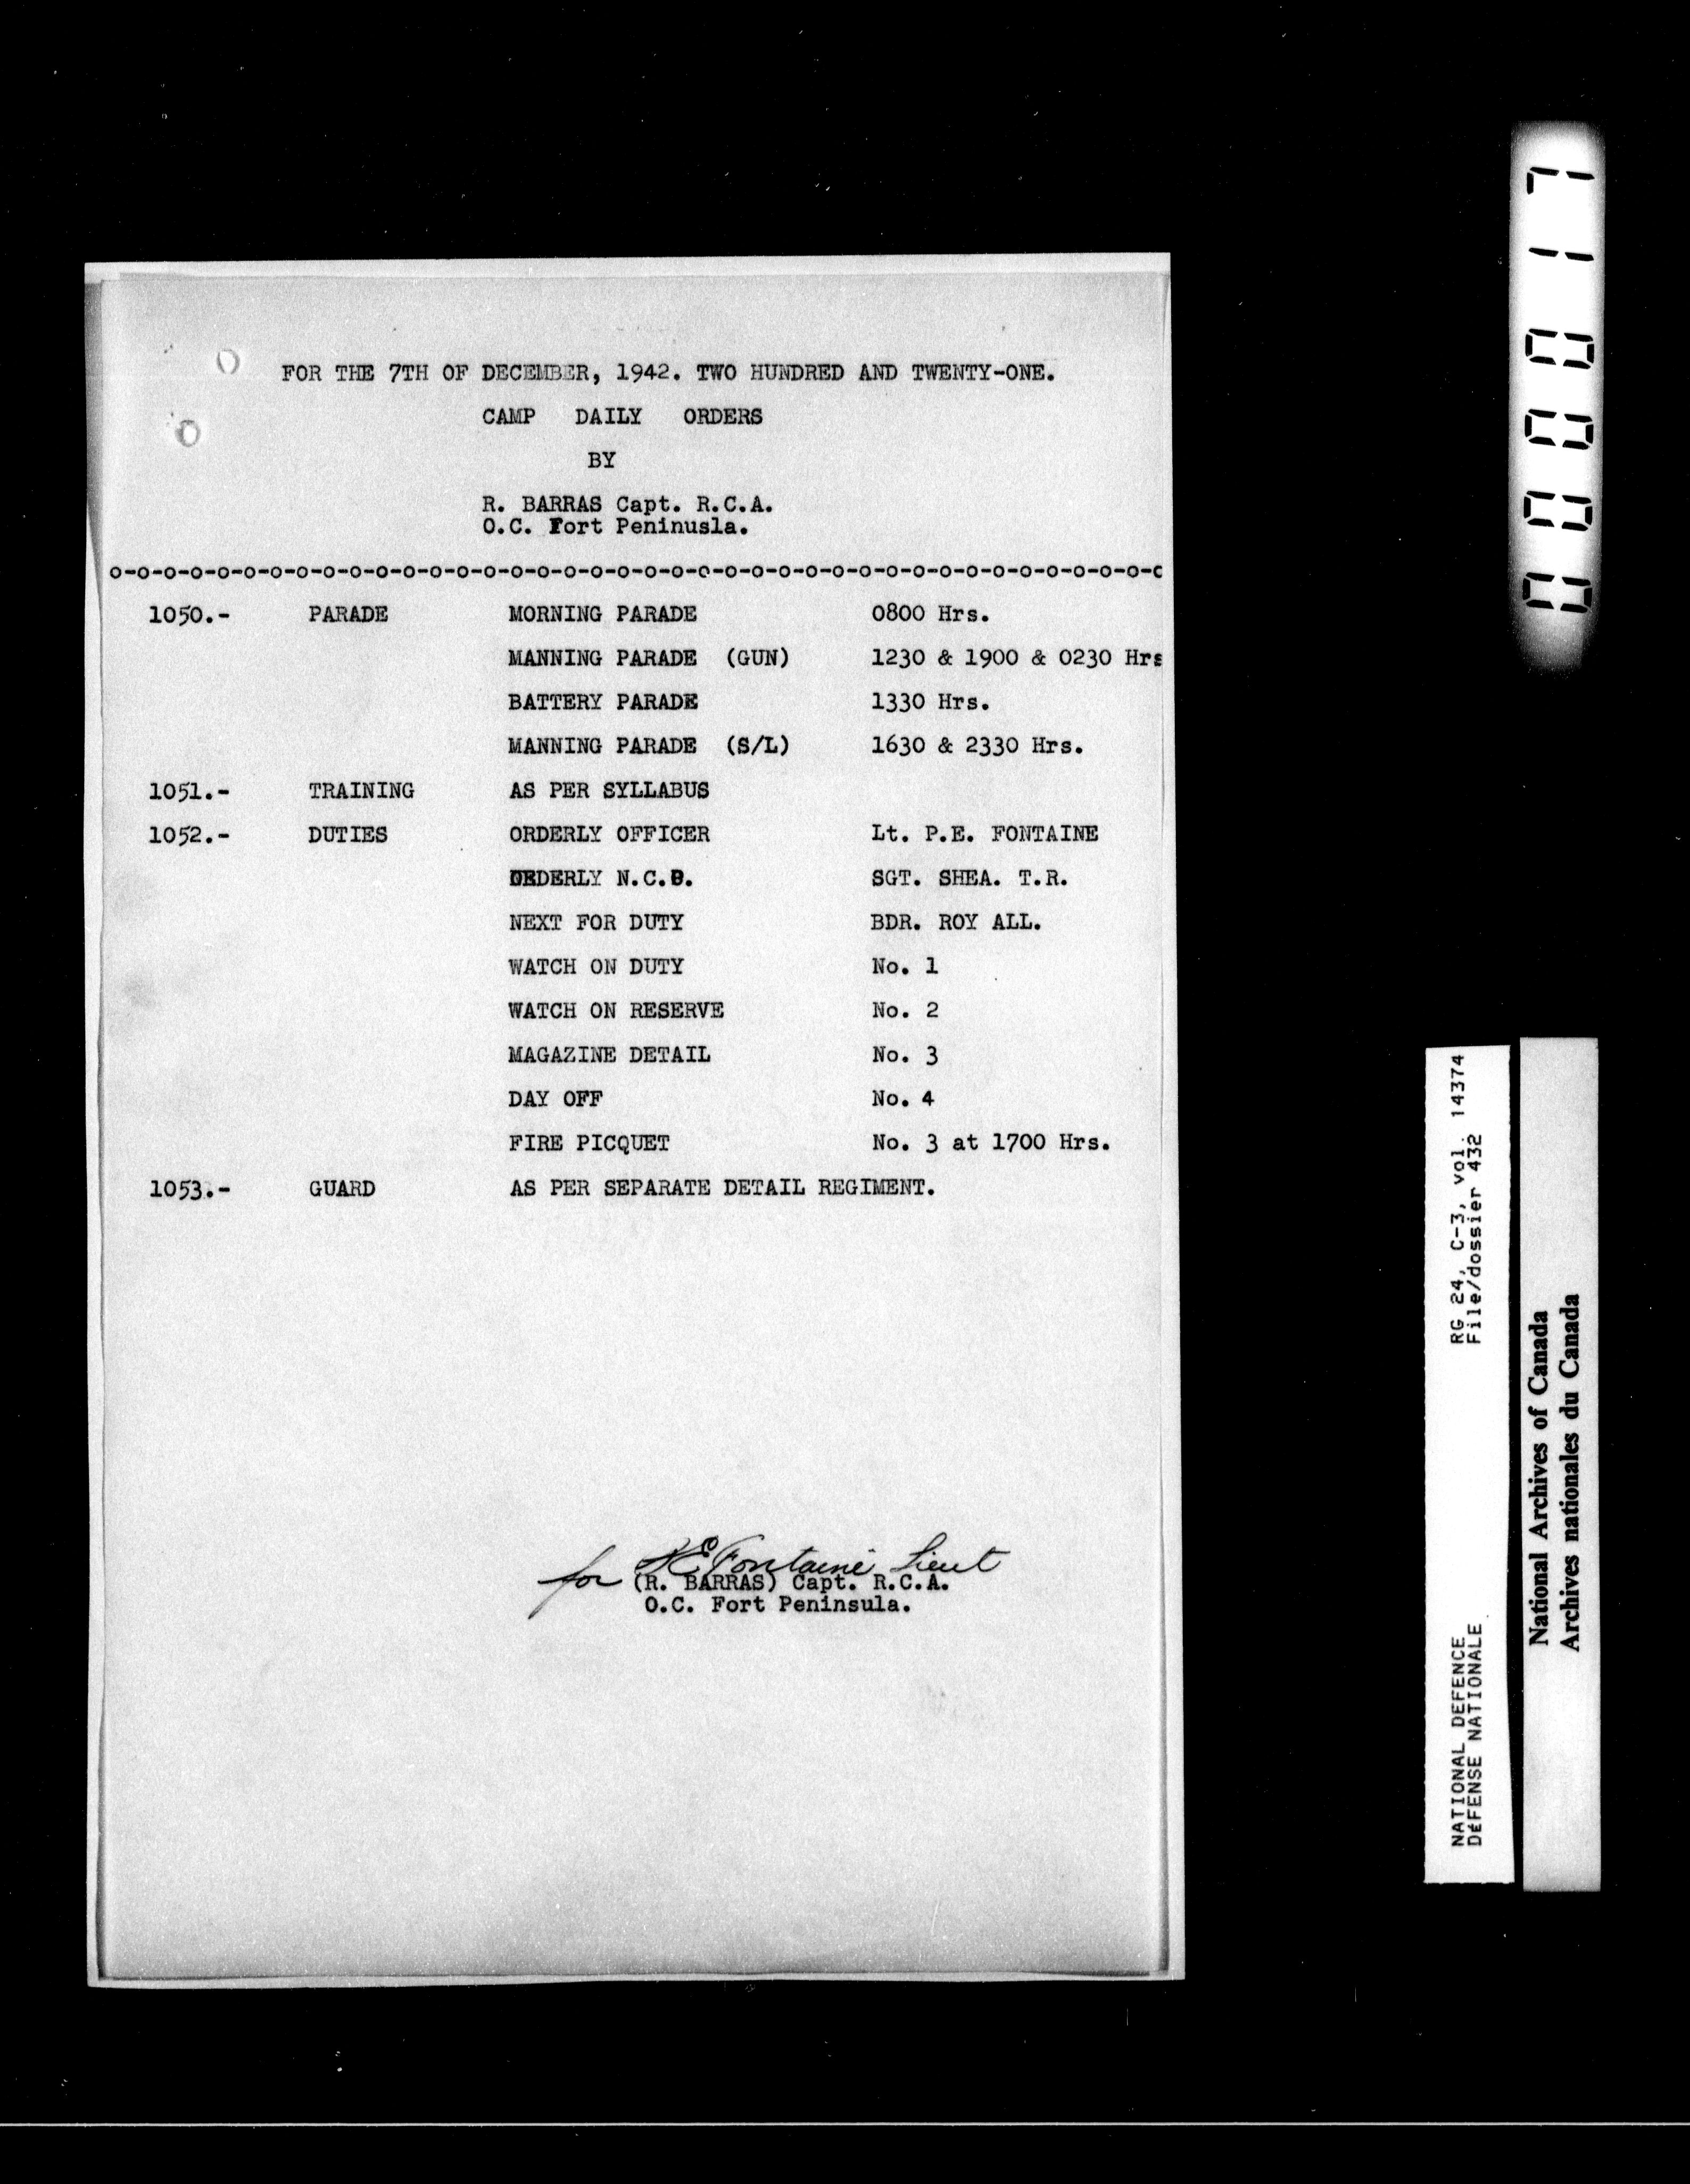 FOR THE 7TH OF DECEMBER, 1942. TWO HUNDRED AND TWENTY-ONE.
CAMP DAILY ORDERS
BY
R. BARRAS Capt. R.C.A.
O.C. Fort Peninusla.
o-o-o-o-o-o-o-o-o-o-o-o-o-o-o-o-o-o-o-o-o-o-o-o-o-o-o-o-o-o-o-o-o-o-o-o-o-o-o-o
1050.- PARADE MORNING PARADE 0800 Hrs.
MANNING PARADE (GUN) 1230 & 1900 & 0230 Hrs
BATTERY PARADE 1330 Hrs.
MANNING PARADE (S/L) 1630 & 2330 Hrs.
1051.- TRAINING AS PER SYLLABUS
1052.- DUTIES ORDERLY OFFICER Lt. P.E. FONTAINE
ORDERLY N.C.O. SGT. SHEA. T.R.
NEXT FOR DUTY BDR. ROY ALL.
WATCH ON DUTY No. 1
WATCH ON RESERVE No. 2
MAGAZINE DETAIL No. 3
DAY OFF No. 4
FIRE PICQUET No. 3 at 1700 Hrs.
1053.- GUARD AS PER SEPARATE DETAIL REGIMENT.
for P E Fontaine Lieut
(R. BARRAS) Capt. R.C.A.
O.C. Fort Peninsula.
000017
NATIONAL DEFENCE RG 24, C-3, vol. 14374
DÉFENSE NATIONALE File/dossier 432
National Archives of Canada
Archives nationales du Canada